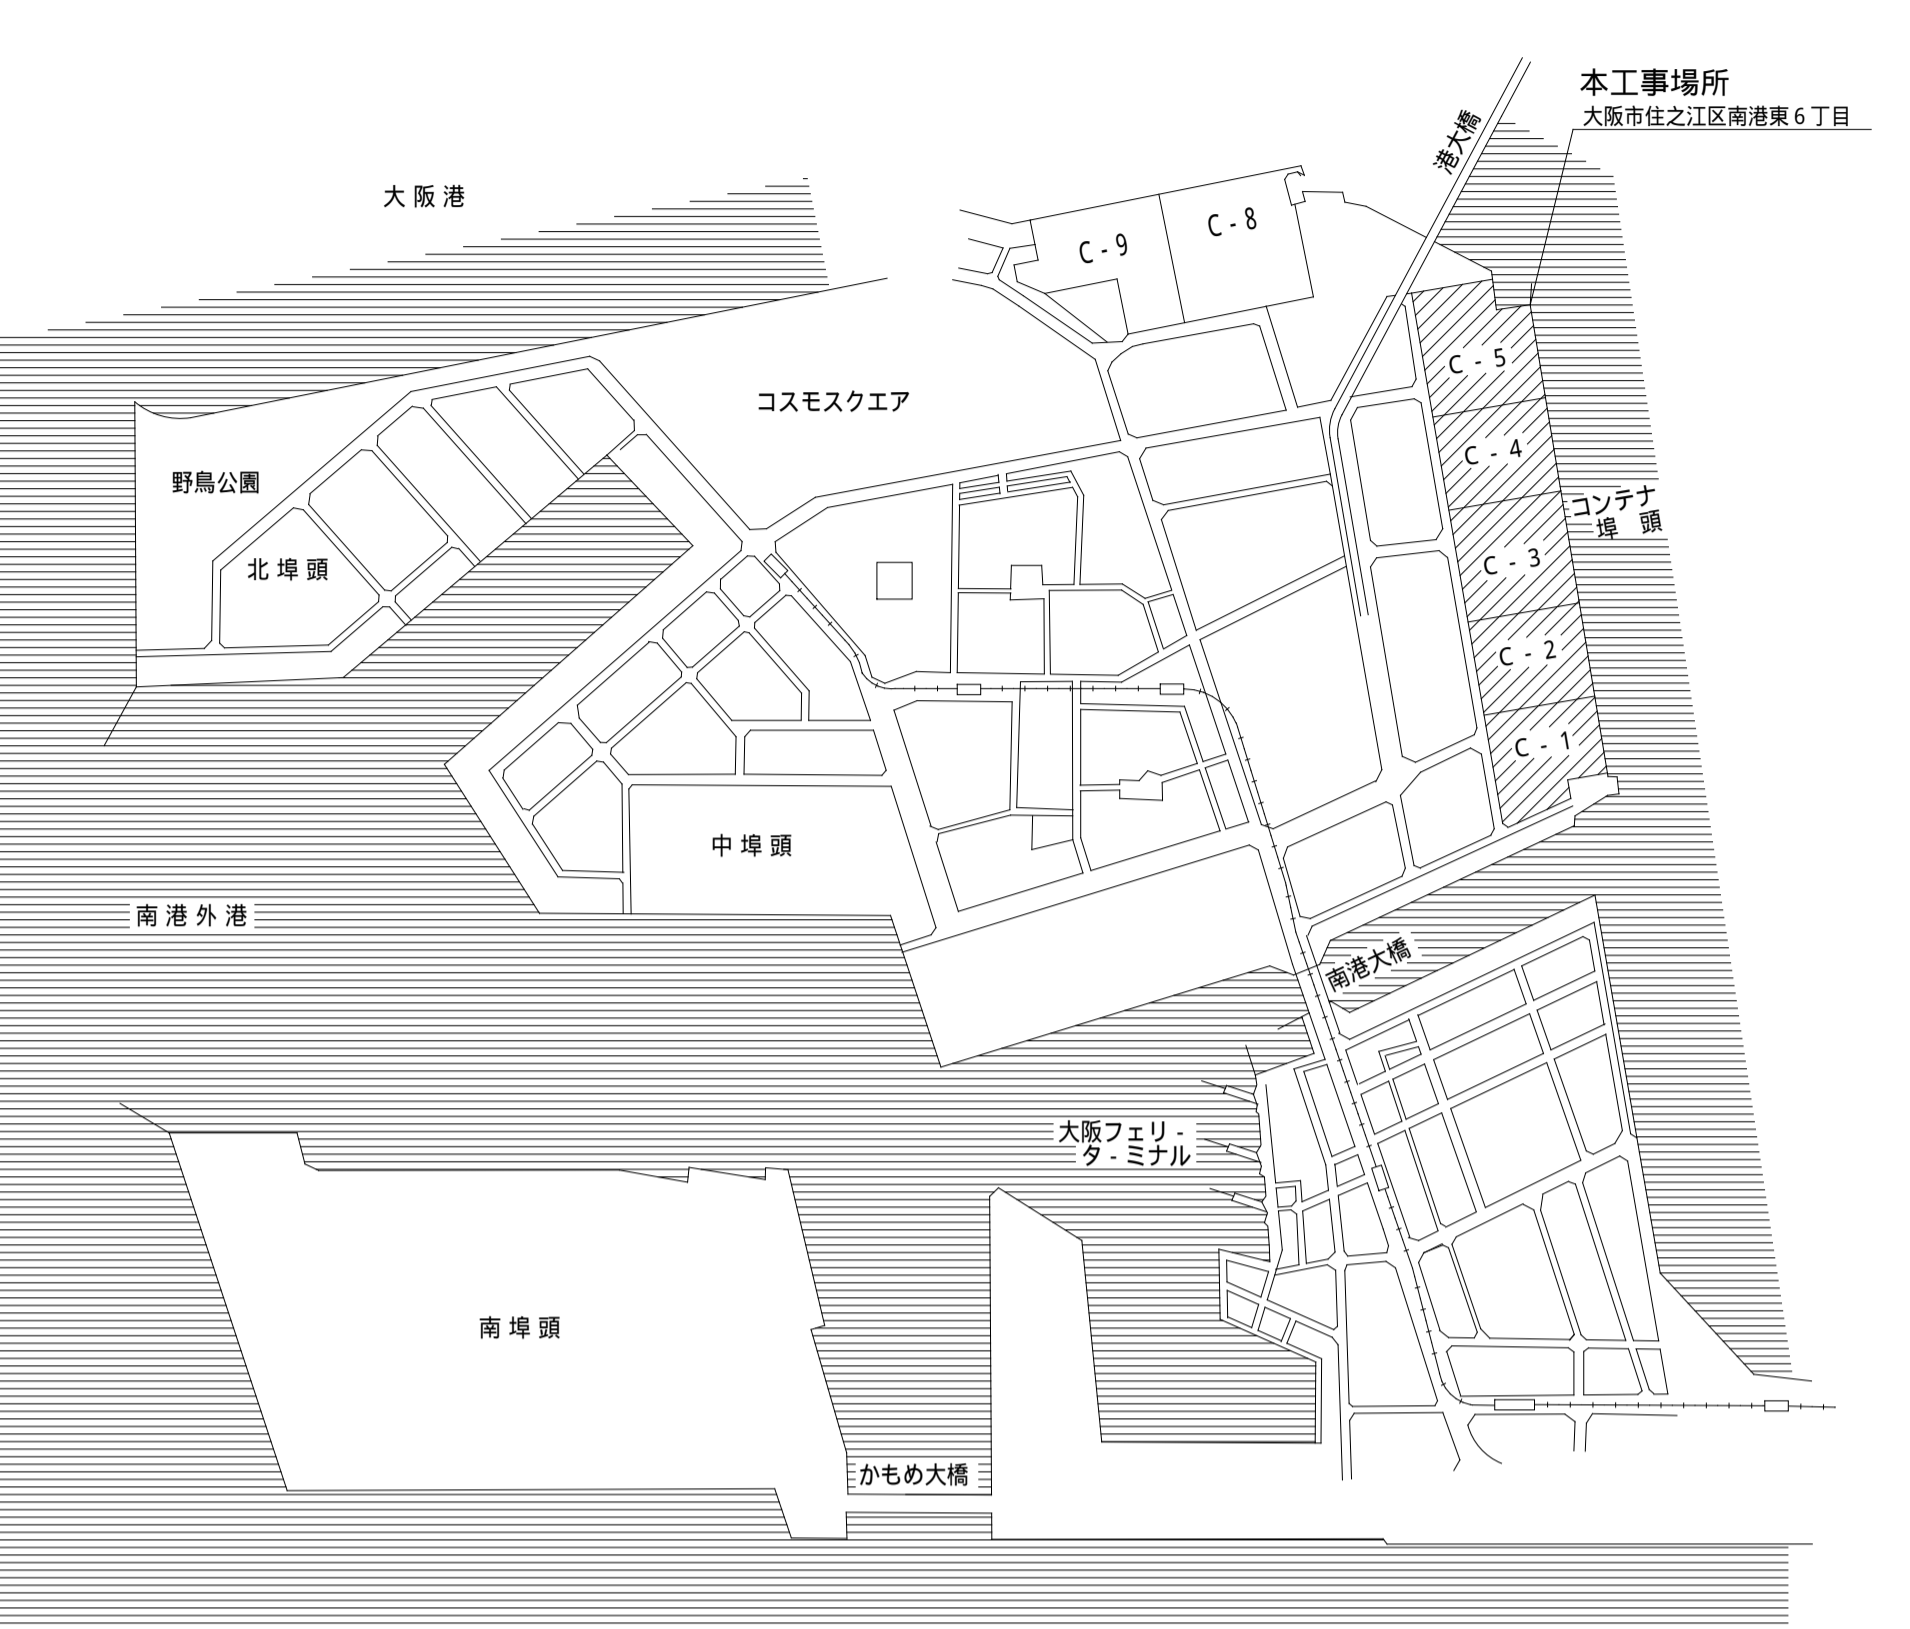 本工事場所
大阪市住之江区南港東６丁目
港大橋
大阪港
C - 8
C - 9
C - 5
コスモスクエア
C - 4
野鳥公園
コンテナ
埠 頭
北埠頭
C - 3
C - 2
C - 1
中埠頭
南港外港
南港大橋
大阪フェリ -
タ - ミナル
南埠頭
かもめ大橋